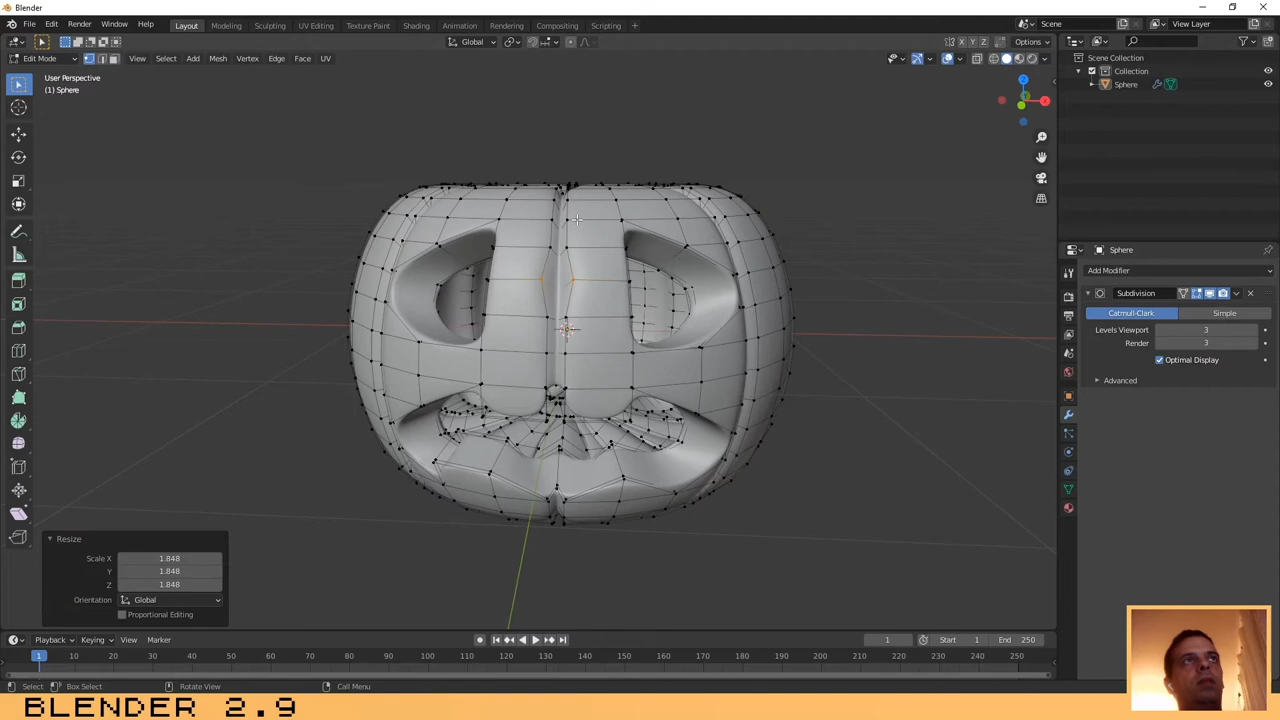 Blender
File Edit Render Window Help Layout Modeling Sculpting UV Editing Texture Paint Shading Animation Rendering Compositing Scripting Scene View Layer
Global X Y Z Options
Edit Mode View Select Add Mesh Vertex Edge Face UV
User Perspective
(1) Sphere
Z
X
Scene Collection
Collection
Sphere
Sphere
Add Modifier
Subdivision
Catmull-Clark Simple
Levels Viewport 3
Render 3
Optimal Display
Advanced
Resize
Scale X 1.848
Y 1.848
Z 1.848
Orientation Global
Proportional Editing
Playback Keying View Marker 1 Start 1 End 250
1 10 20 30 40 50 60 70 80 90 100 110 120 130 140 150 160 170 180 190 200 210 220 230 240 250
Select Box Select Rotate View Call Menu
BLENDER 2.9